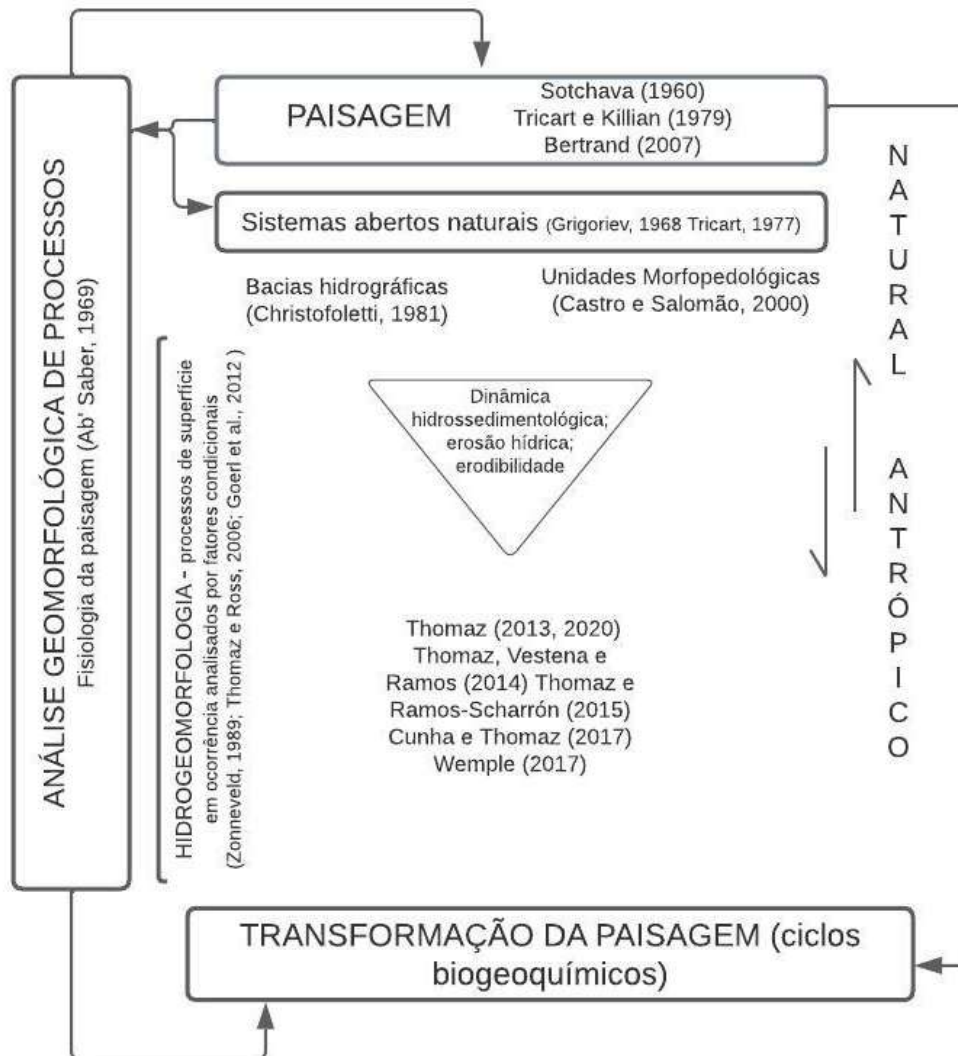 PAISAGEM
Sotchava (1960)
Tricart e Killian (1979)
Bertrand (2007)
Sistemas abertos naturais (Grigoriev, 1968 Tricart, 1977)
Bacias hidrográficas
(Christofoletti, 1981)
Unidades Morfopedológicas
(Castro e Salomão, 2000)
ANÁLISE GEOMORFOLÓGICA DE PROCESSOS
Fisiologia da paisagem (Ab' Saber, 1969)
HIDROGEOMORFOLOGIA - processos de superfície
em ocorrência analisados por fatores condicionais
(Zonneveld, 1989; Thomaz e Ross, 2006; Goerl et al., 2012 )
Dinâmica
hidrossedimentológica;
erosão hídrica;
erodibilidade
Thomaz (2013, 2020)
Thomaz, Vestena e
Ramos (2014) Thomaz e
Ramos-Scharrón (2015)
Cunha e Thomaz (2017)
Wemple (2017)
NATURAL
ANTRÓPICO
TRANSFORMAÇÃO DA PAISAGEM (ciclos
biogeoquímicos)